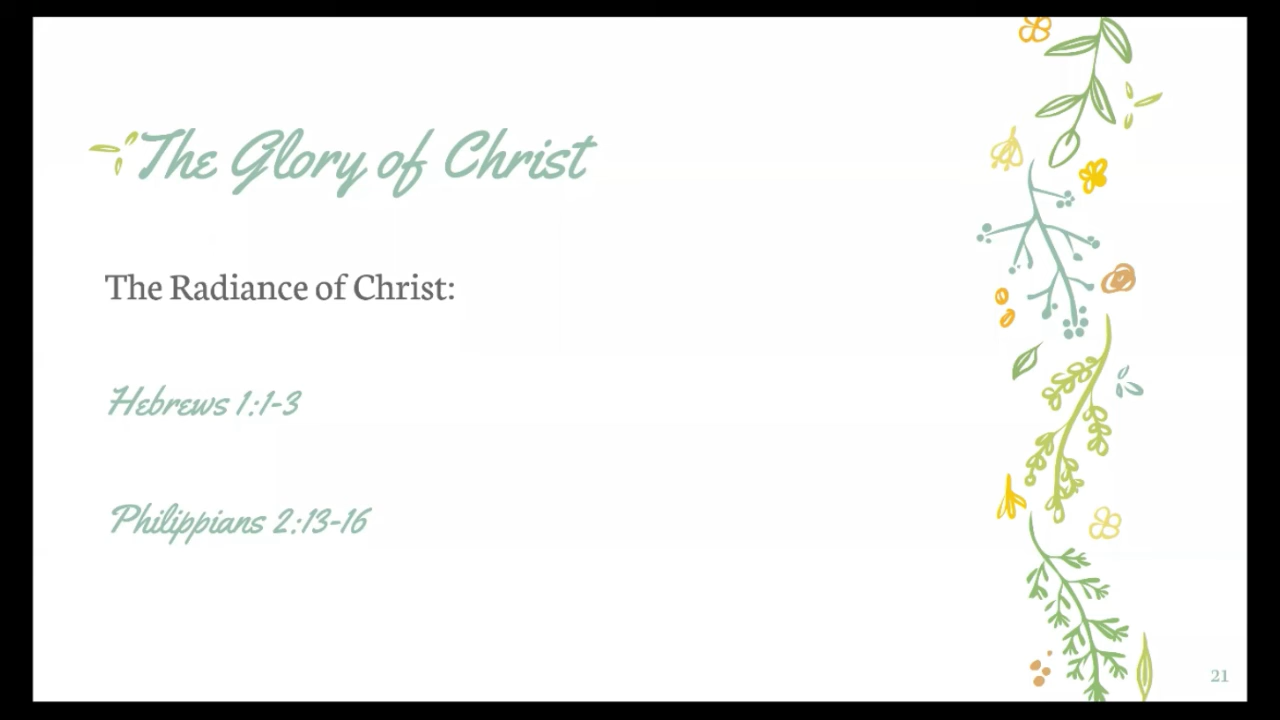 The Glory of Christ
The Radiance of Christ:
Hebrews 1:1-3
Philippians 2:13-16
21